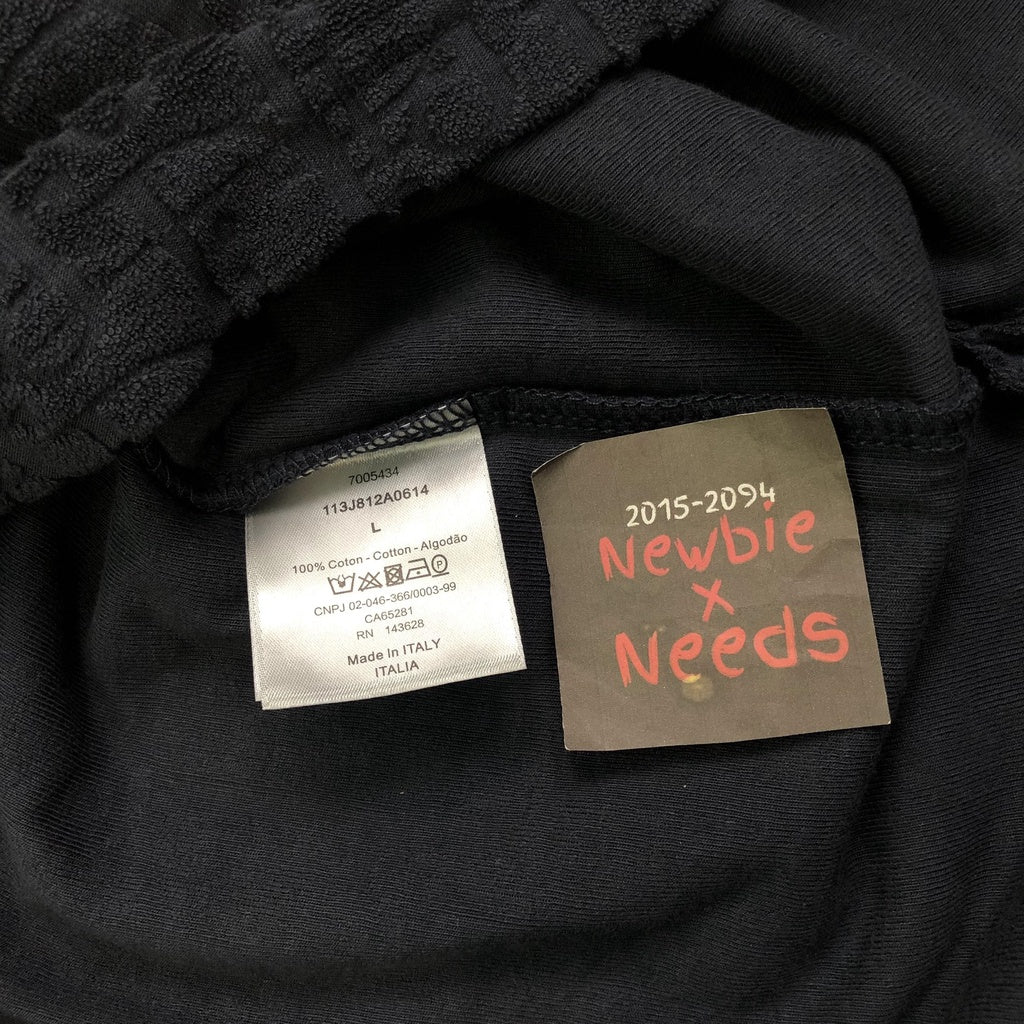 7005434
113J812A0614
L
100% Coton - Cotton - Algodão
CNPJ 02-046-366/0003-99
CA65281
RN 143628
Made In ITALY
ITALIA
2015-2094
Newbie
x
Needs